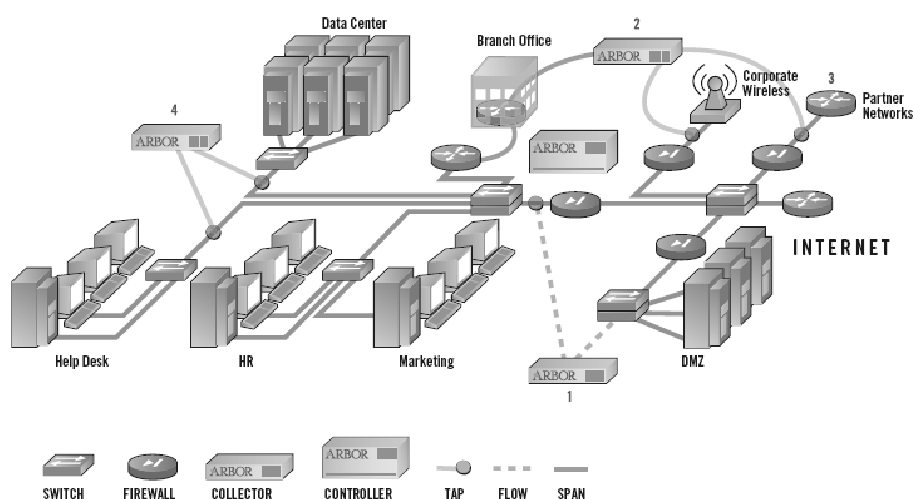 Data Center
2
Branch Office
ARBOR
Corporate
Wireless
3
Partner
Networks
4
ARBOR
ARBOR
INTERNET
Help Desk
HR
Marketing
DMZ
ARBOR
1
ARBOR
ARBOR
SWITCH
FIREWALL
COLLECTOR
CONTROLLER
TAP
FLOW
SPAN